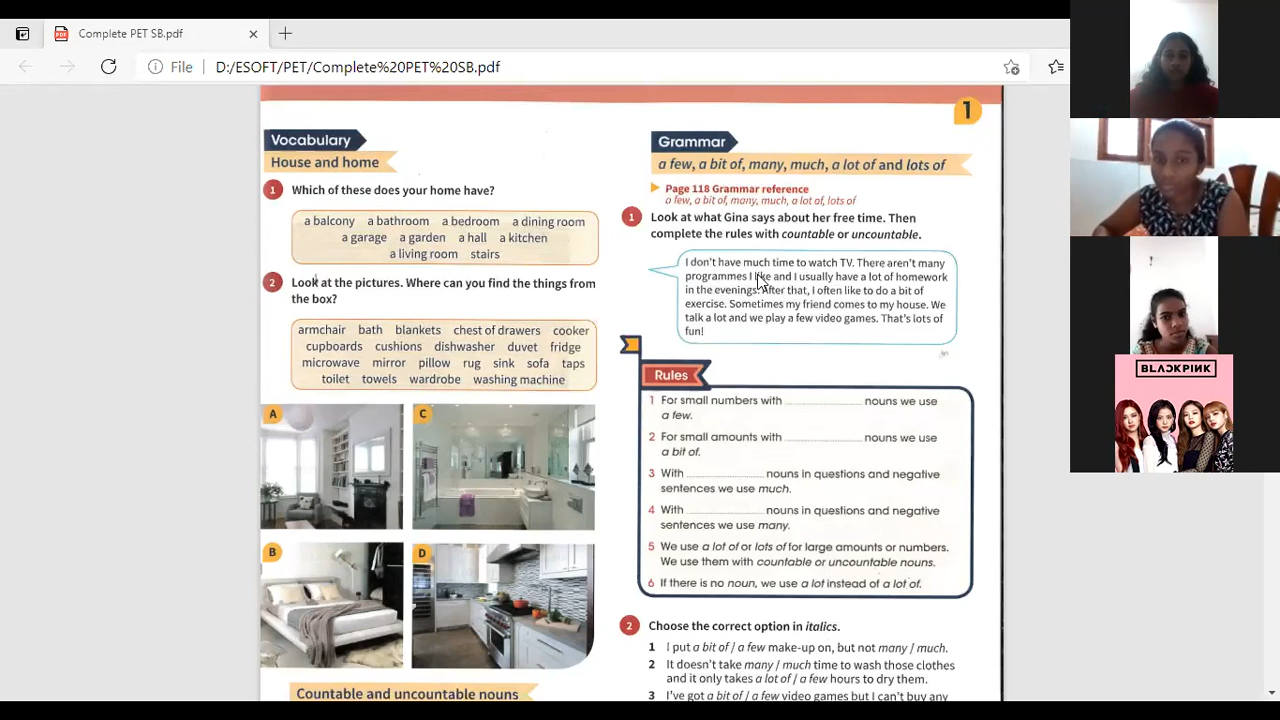 Complete PET SB.pdf
File D:/ESOFT/PET/Complete%20PET%20SB.pdf
1
Vocabulary
House and home
1 Which of these does your home have?
a balcony a bathroom a bedroom a dining room
a garage a garden a hall a kitchen
a living room stairs
2 Look at the pictures. Where can you find the things from
the box?
armchair bath blankets chest of drawers cooker
cupboards cushions dishwasher duvet fridge
microwave mirror pillow rug sink sofa taps
toilet towels wardrobe washing machine
A
C
B
D
Countable and uncountable nouns
Grammar
a few, a bit of, many, much, a lot of and lots of
Page 118 Grammar reference
a few, a bit of, many, much, a lot of, lots of
1 Look at what Gina says about her free time. Then
complete the rules with countable or uncountable.
I don't have much time to watch TV. There aren't many
programmes I like and I usually have a lot of homework
in the evenings. After that, I often like to do a bit of
exercise. Sometimes my friend comes to my house. We
talk a lot and we play a few video games. That's lots of
fun!
Rules
1 For small numbers with .................... nouns we use
a few.
2 For small amounts with .................... nouns we use
a bit of.
3 With .................... nouns in questions and negative
sentences we use much.
4 With .................... nouns in questions and negative
sentences we use many.
5 We use a lot of or lots of for large amounts or numbers.
We use them with countable or uncountable nouns.
6 If there is no noun, we use a lot instead of a lot of.
2 Choose the correct option in italics.
1 I put a bit of / a few make-up on, but not many / much.
2 It doesn't take many / much time to wash those clothes
and it only takes a lot of / a few hours to dry them.
3 I've got a bit of / a few video games but I can't buy any
BLACKPINK